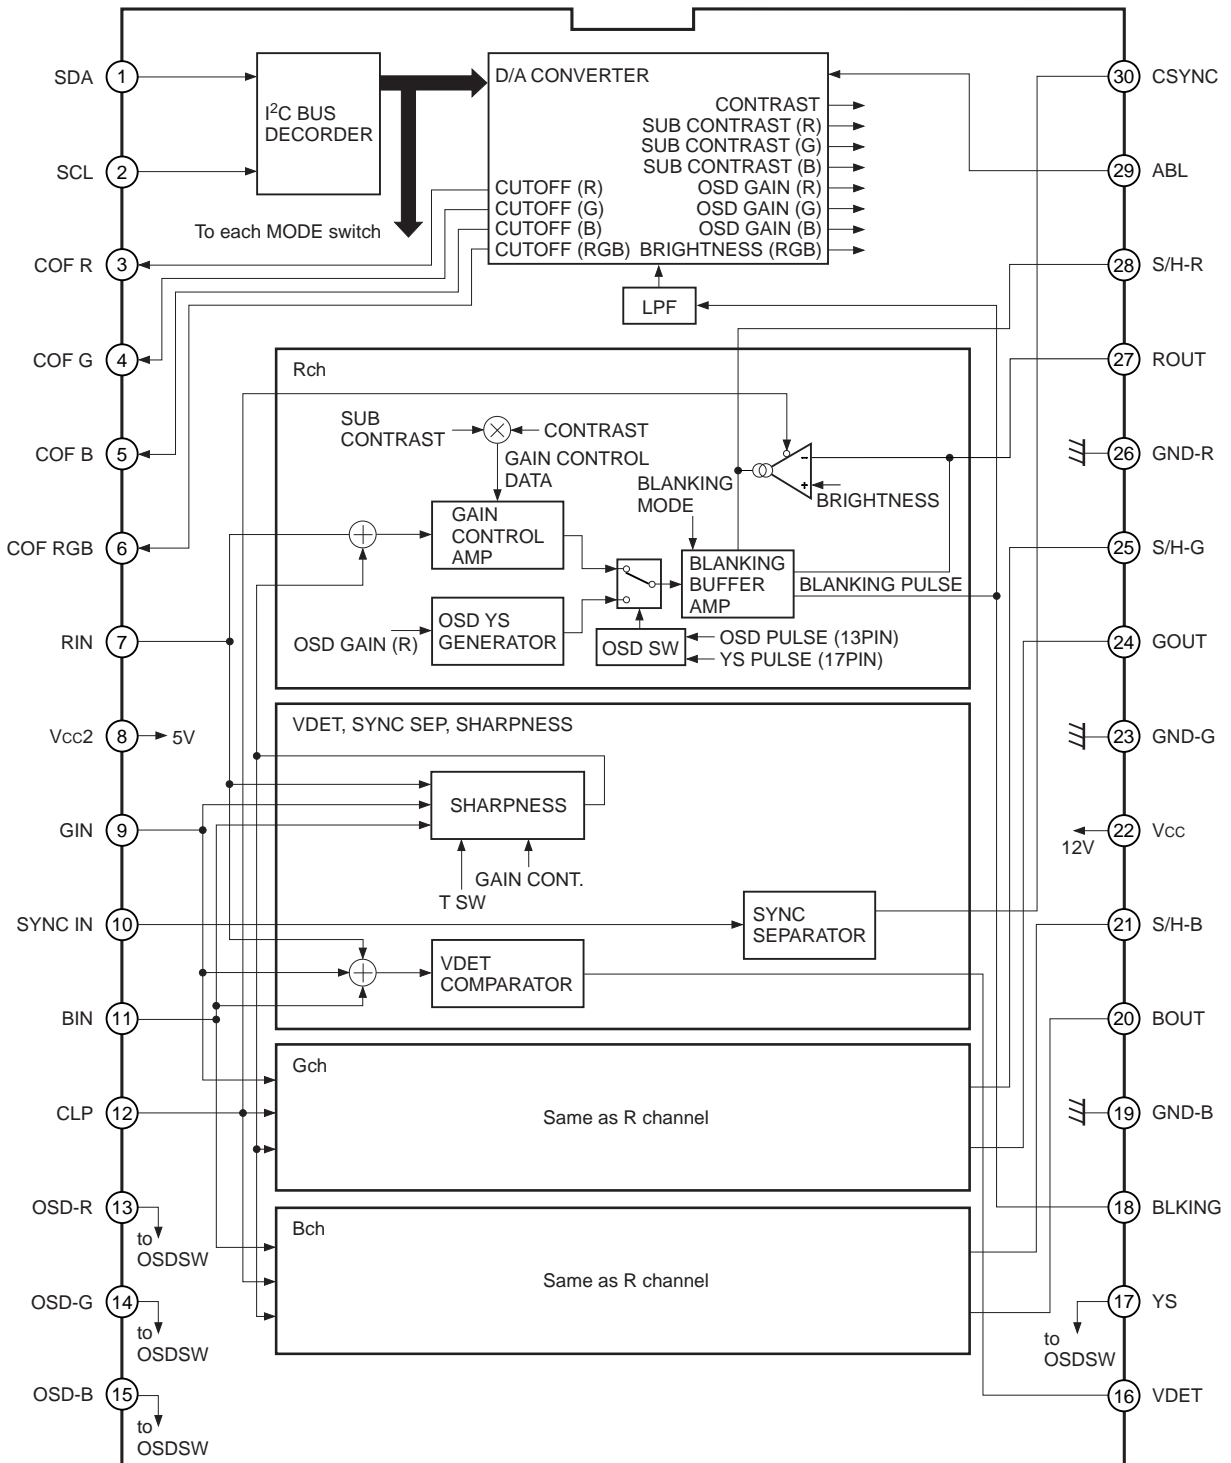 SDA
1
SCL
2
COF R
3
COF G
4
COF B
5
COF RGB
6
RIN
7
Vcc2
8
5V
GIN
9
SYNC IN
10
BIN
11
CLP
12
OSD-R
13
to
OSDSW
OSD-G
14
to
OSDSW
OSD-B
15
to
OSDSW
I2C BUS
DECORDER
To each MODE switch
D/A CONVERTER
CONTRAST
SUB CONTRAST (R)
SUB CONTRAST (G)
SUB CONTRAST (B)
CUTOFF (R)
OSD GAIN (R)
CUTOFF (G)
OSD GAIN (G)
CUTOFF (B)
OSD GAIN (B)
CUTOFF (RGB)
BRIGHTNESS (RGB)
LPF
Rch
SUB
CONTRAST
CONTRAST
GAIN CONTROL
DATA
BLANKING
MODE
BRIGHTNESS
GAIN
CONTROL
AMP
BLANKING
BUFFER
AMP
BLANKING PULSE
OSD GAIN (R)
OSD YS
GENERATOR
OSD SW
OSD PULSE (13PIN)
YS PULSE (17PIN)
VDET, SYNC SEP, SHARPNESS
SHARPNESS
GAIN CONT.
T SW
SYNC
SEPARATOR
VDET
COMPARATOR
Gch
Same as R channel
Bch
Same as R channel
30
CSYNC
29
ABL
28
S/H-R
27
ROUT
26
GND-R
25
S/H-G
24
GOUT
23
GND-G
22
Vcc
12V
21
S/H-B
20
BOUT
19
GND-B
18
BLKING
17
YS
to
OSDSW
16
VDET